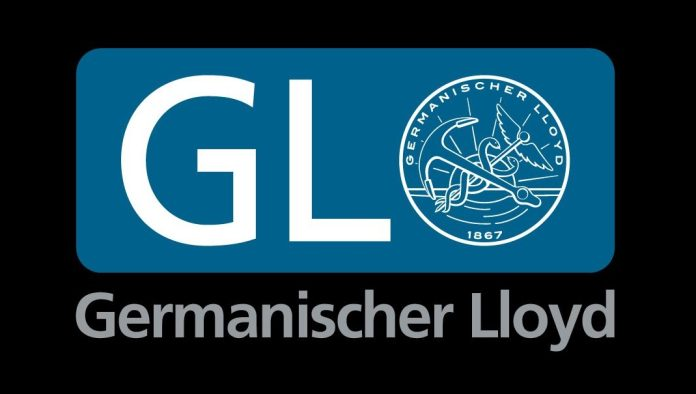 GL
GERMANISCHER LLOYD
1867
Germanischer Lloyd